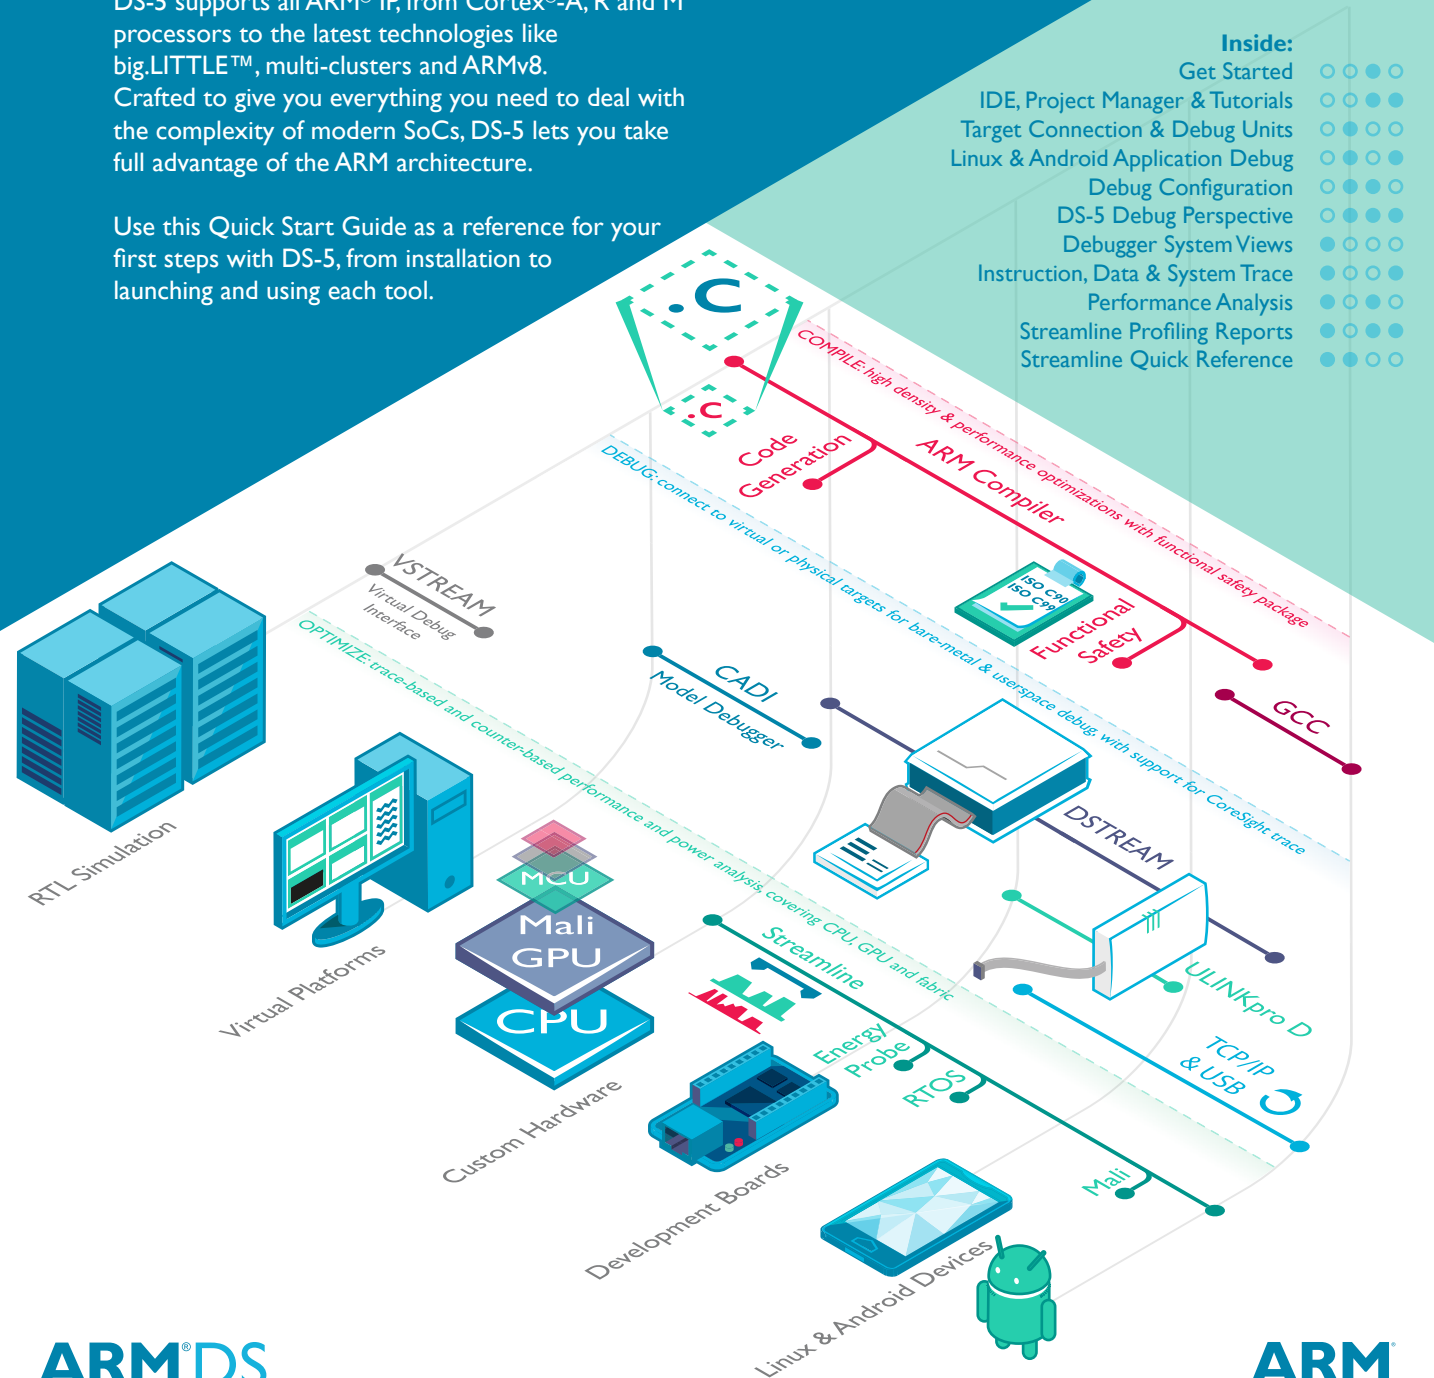 DS-5 supports all ARM® IP, from Cortex®-A, R and M
processors to the latest technologies like
big.LITTLE™, multi-clusters and ARMv8.
Crafted to give you everything you need to deal with
the complexity of modern SoCs, DS-5 lets you take
full advantage of the ARM architecture.
Use this Quick Start Guide as a reference for your
first steps with DS-5, from installation to
launching and using each tool.
Inside:
Get Started
IDE, Project Manager & Tutorials
Target Connection & Debug Units
Linux & Android Application Debug
Debug Configuration
DS-5 Debug Perspective
Debugger System Views
Instruction, Data & System Trace
Performance Analysis
Streamline Profiling Reports
Streamline Quick Reference
.C
.C
COMPILE: high density & performance optimizations with functional safety package
Code
Generation
ARM Compiler
ISO C90
ISO C99
Functional
Safety
GCC
DEBUG: connect to virtual or physical targets for bare-metal & userspace debug, with support for CoreSight trace
VSTREAM
Virtual Debug
Interface
CADI
Model Debugger
DSTREAM
ULINKpro D
TCP/IP
& USB
OPTIMIZE: trace-based and counter-based performance and power analysis, covering CPU, GPU and fabric
Streamline
Energy
Probe
RTOS
Mali
RTL Simulation
Virtual Platforms
MCU
Mali
GPU
CPU
Custom Hardware
Development Boards
Linux & Android Devices
ARM® DS
ARM®